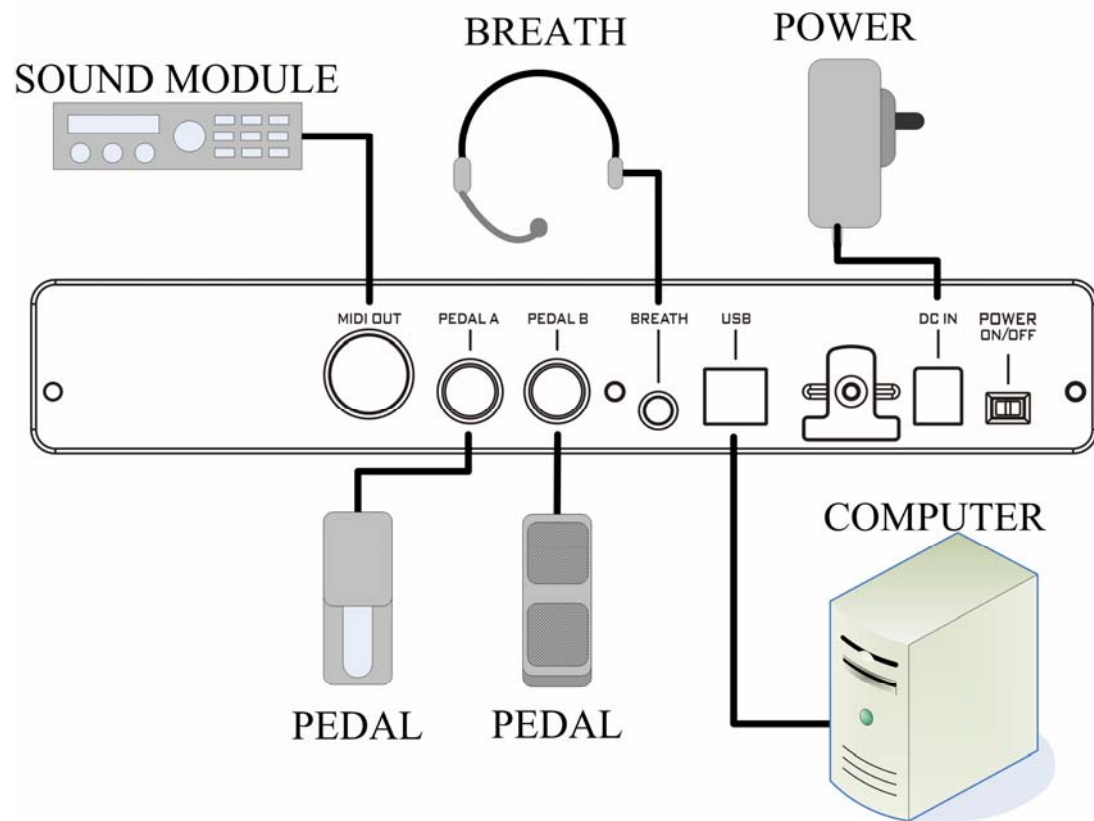 BREATH
POWER
SOUND MODULE
MIDI OUT
PEDAL A
PEDAL B
BREATH
USB
DC IN
POWER
ON/OFF
COMPUTER
PEDAL
PEDAL